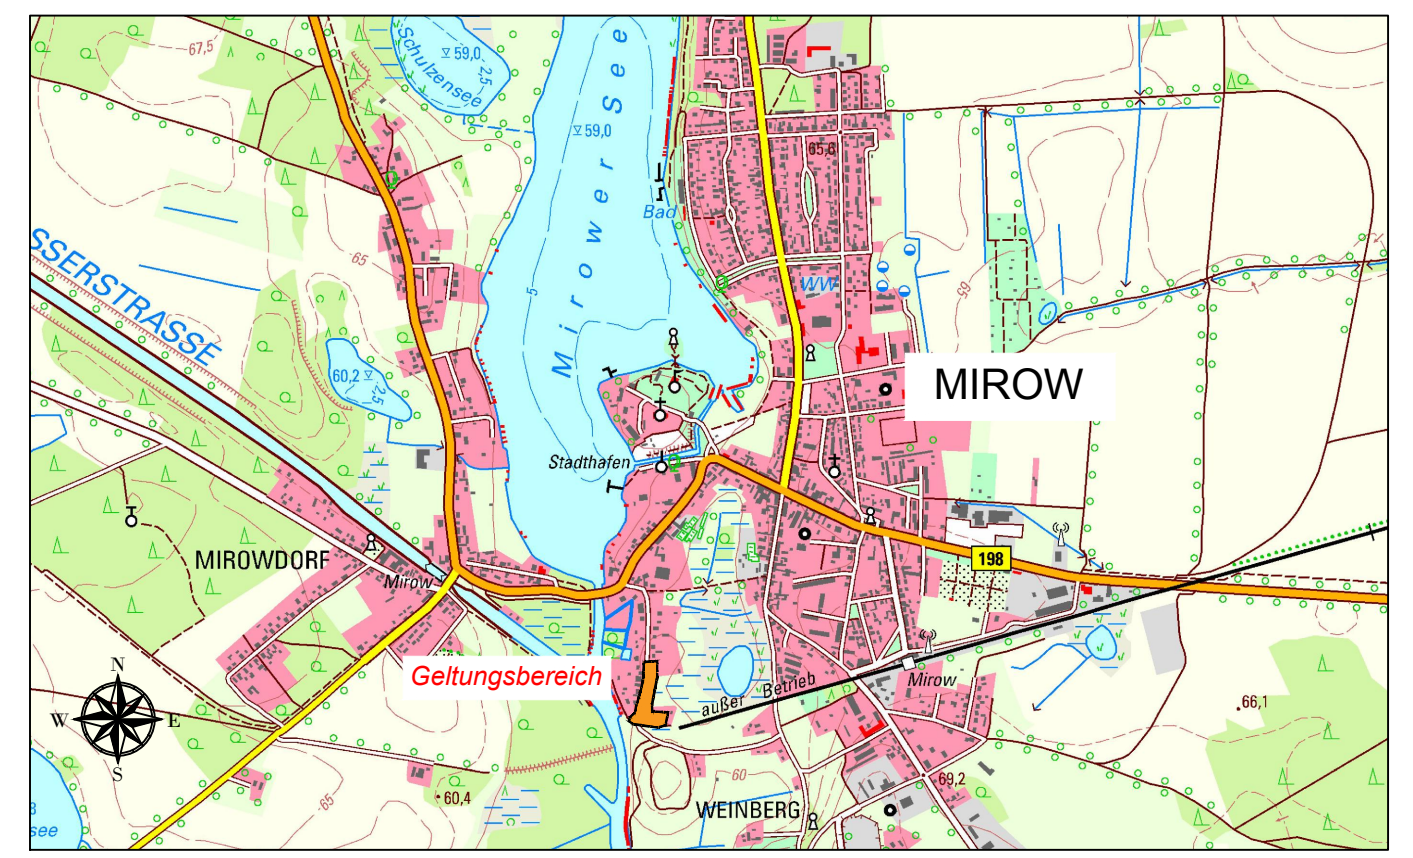 67,5
Schulzensee
⊽ 59,0
2,5
Mirower See
⊽ 59,0
65,6
Bad
SSERSTRASSE
65
5
WW
65
60,2 ⊽
2,5
MIROW
Stadthafen
MIROWDORF
Mirow
198
Geltungsbereich
außer Betrieb
Mirow
N
W
E
S
66,1
60
69,2
65
60,4
WEINBERG
see